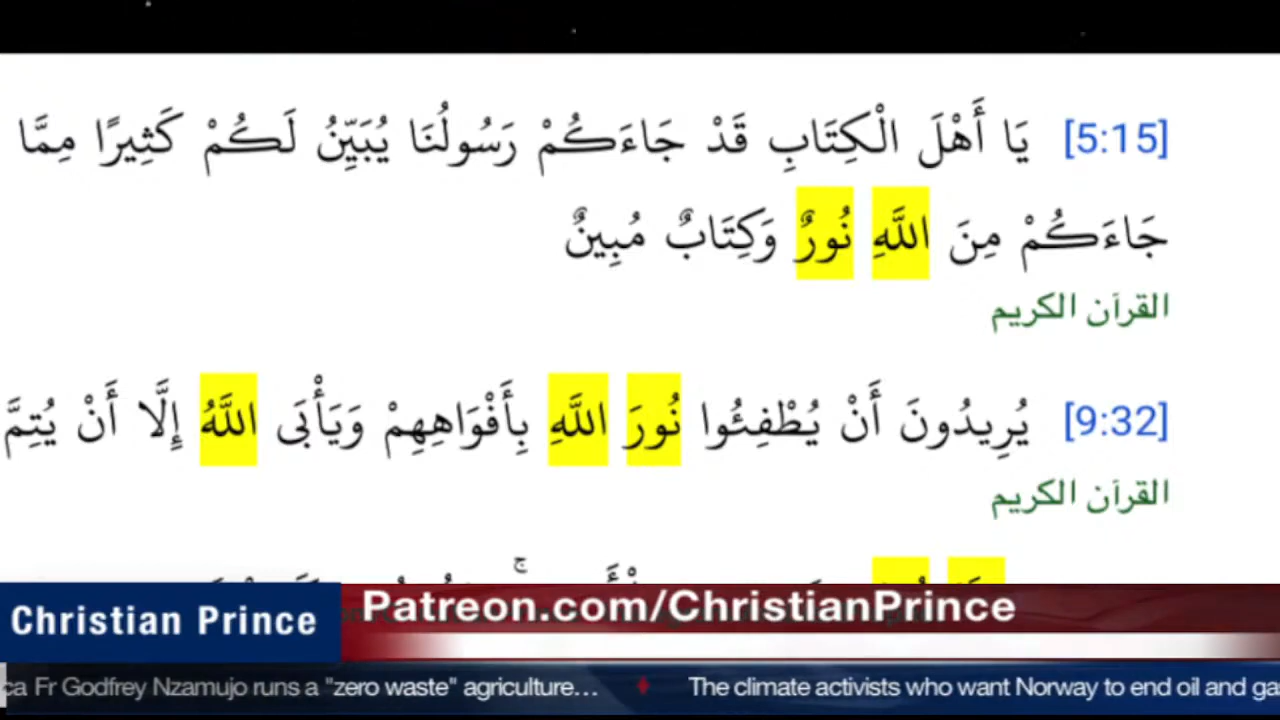 [5:15] يَا أَهْلَ الْكِتَابِ قَدْ جَاءَكُمْ رَسُولُنَا يُبَيِّنُ لَكُمْ كَثِيرًا مِمَّا
جَاءَكُمْ مِنَ اللَّهِ نُورٌ وَكِتَابٌ مُبِينٌ
القرآن الكريم
[9:32] يُرِيدُونَ أَنْ يُطْفِئُوا نُورَ اللَّهِ بِأَفْوَاهِهِمْ وَيَأْبَى اللَّهُ إِلَّا أَنْ يُتِمَّ
القرآن الكريم
Christian Prince
Patreon.com/ChristianPrince
ca Fr Godfrey Nzamujo runs a "zero waste" agriculture... The climate activists who want Norway to end oil and ga